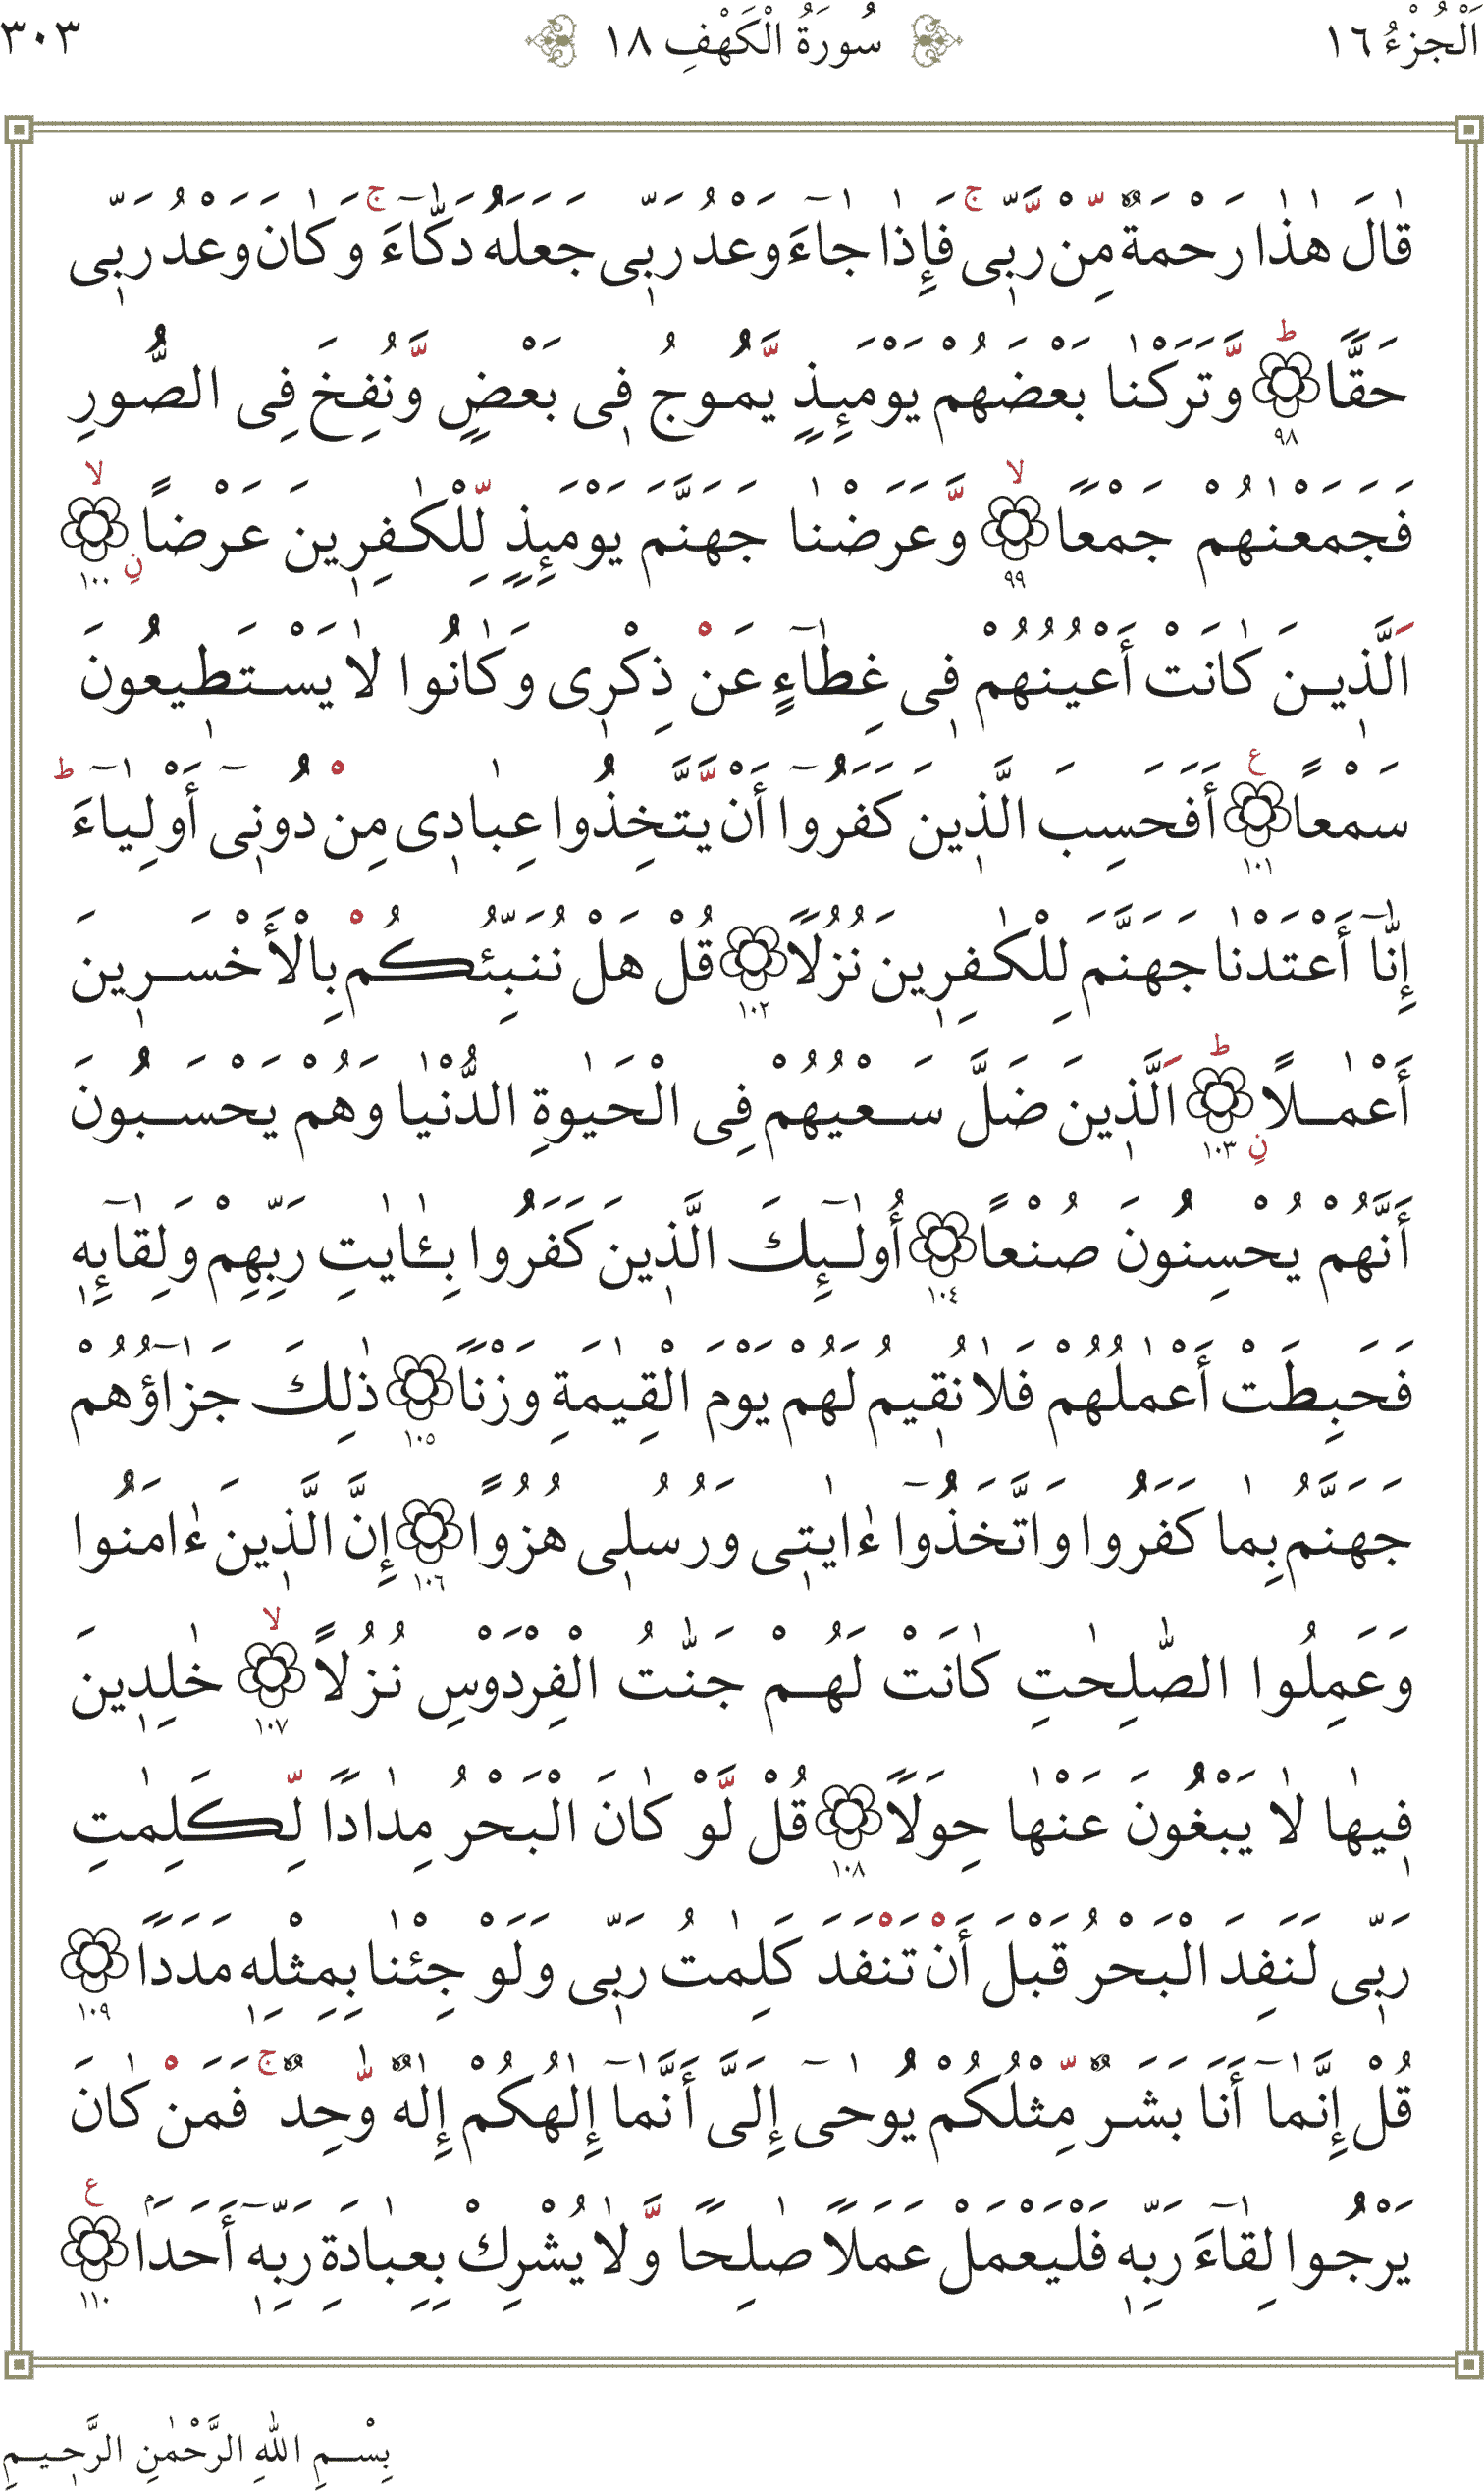 اَلْجُزْءُ ١٦ سُورَةُ الْكَهْفِ ١٨ ٣٠٣
قَالَ هٰذَا رَحْمَةٌ مِّنْ رَّبّٖى ۚ فَإِذَا جَآءَ وَعْدُ رَبّٖى جَعَلَهُ دَكَّآءَ ۚ وَكَانَ وَعْدُ رَبّٖى
حَقًّا ؕ ٩٨ وَّتَرَكْنَا بَعْضَهُمْ يَوْمَئِذٍ يَّمُوجُ فٖى بَعْضٍ وَّنُفِخَ فِى الصُّورِ
فَجَمَعْنٰهُمْ جَمْعًا ۙ ٩٩ وَّعَرَضْنَا جَهَنَّمَ يَوْمَئِذٍ لِّلْكٰفِرٖينَ عَرْضًا ۙ نِ ١٠٠
اَلَّذٖينَ كَانَتْ أَعْيُنُهُمْ فٖى غِطَآءٍ عَنْ ذِكْرٖى وَكَانُوا لَا يَسْتَطٖيعُونَ
سَمْعًا ع ١٠١ أَفَحَسِبَ الَّذٖينَ كَفَرُوٓا أَنْ يَّتَّخِذُوا عِبَادٖى مِنْ دُونٖٓى أَوْلِيَآءَ ؕ
إِنَّآ أَعْتَدْنَا جَهَنَّمَ لِلْكٰفِرٖينَ نُزُلًا ١٠٢ قُلْ هَلْ نُنَبِّئُكُمْ بِالْأَخْسَرٖينَ
أَعْمٰلًا ؕ نِ ١٠٣ اَلَّذٖينَ ضَلَّ سَعْيُهُمْ فِى الْحَيٰوةِ الدُّنْيَا وَهُمْ يَحْسَبُونَ
أَنَّهُمْ يُحْسِنُونَ صُنْعًا ١٠٤ أُولٰٓئِكَ الَّذٖينَ كَفَرُوا بِـَٔايٰتِ رَبِّهِمْ وَلِقَآئِهٖ
فَحَبِطَتْ أَعْمٰلُهُمْ فَلَا نُقٖيمُ لَهُمْ يَوْمَ الْقِيٰمَةِ وَزْنًا ١٠٥ ذٰلِكَ جَزَآؤُهُمْ
جَهَنَّمُ بِمَا كَفَرُوا وَاتَّخَذُوٓا ءَايٰتٖى وَرُسُلٖى هُزُوًا ١٠٦ إِنَّ الَّذٖينَ ءَامَنُوا
وَعَمِلُوا الصّٰلِحٰتِ كَانَتْ لَهُمْ جَنّٰتُ الْفِرْدَوْسِ نُزُلًا ۙ ١٠٧ خٰلِدٖينَ
فٖيهَا لَا يَبْغُونَ عَنْهَا حِوَلًا ١٠٨ قُلْ لَّوْ كَانَ الْبَحْرُ مِدَادًا لِّكَلِمٰتِ
رَبّٖى لَنَفِدَ الْبَحْرُ قَبْلَ أَنْ تَنْفَدَ كَلِمٰتُ رَبّٖى وَلَوْ جِئْنَا بِمِثْلِهٖ مَدَدًا ١٠٩
قُلْ إِنَّمَآ أَنَا بَشَرٌ مِّثْلُكُمْ يُوحٰٓى إِلَىَّ أَنَّمَآ إِلٰهُكُمْ إِلٰهٌ وّٰحِدٌ ۚ فَمَنْ كَانَ
يَرْجُوا لِقَآءَ رَبِّهٖ فَلْيَعْمَلْ عَمَلًا صٰلِحًا وَّلَا يُشْرِكْ بِعِبَادَةِ رَبِّهٖٓ أَحَدًا ع ١١٠
بِسْمِ اللّٰهِ الرَّحْمٰنِ الرَّحٖيمِ